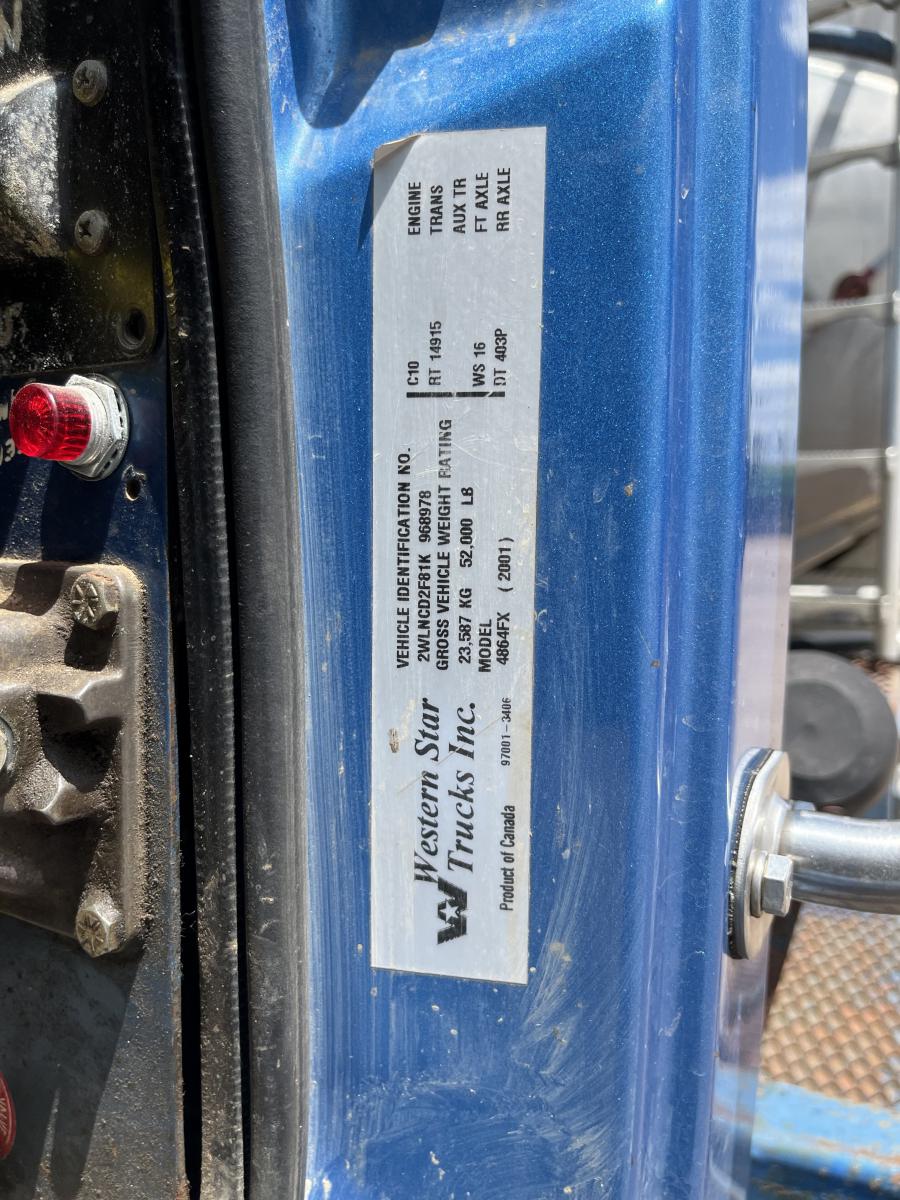 Western Star
Trucks Inc.
Product of Canada
97001-3406
VEHICLE IDENTIFICATION NO.
2WLNCD2F81K 968978
GROSS VEHICLE WEIGHT RATING
23,587 KG 52,000 LB
MODEL
4864FX (2001)
C10 ENGINE
RT 14915 TRANS
AUX TR
WS 16 FT AXLE
DT 403P RR AXLE